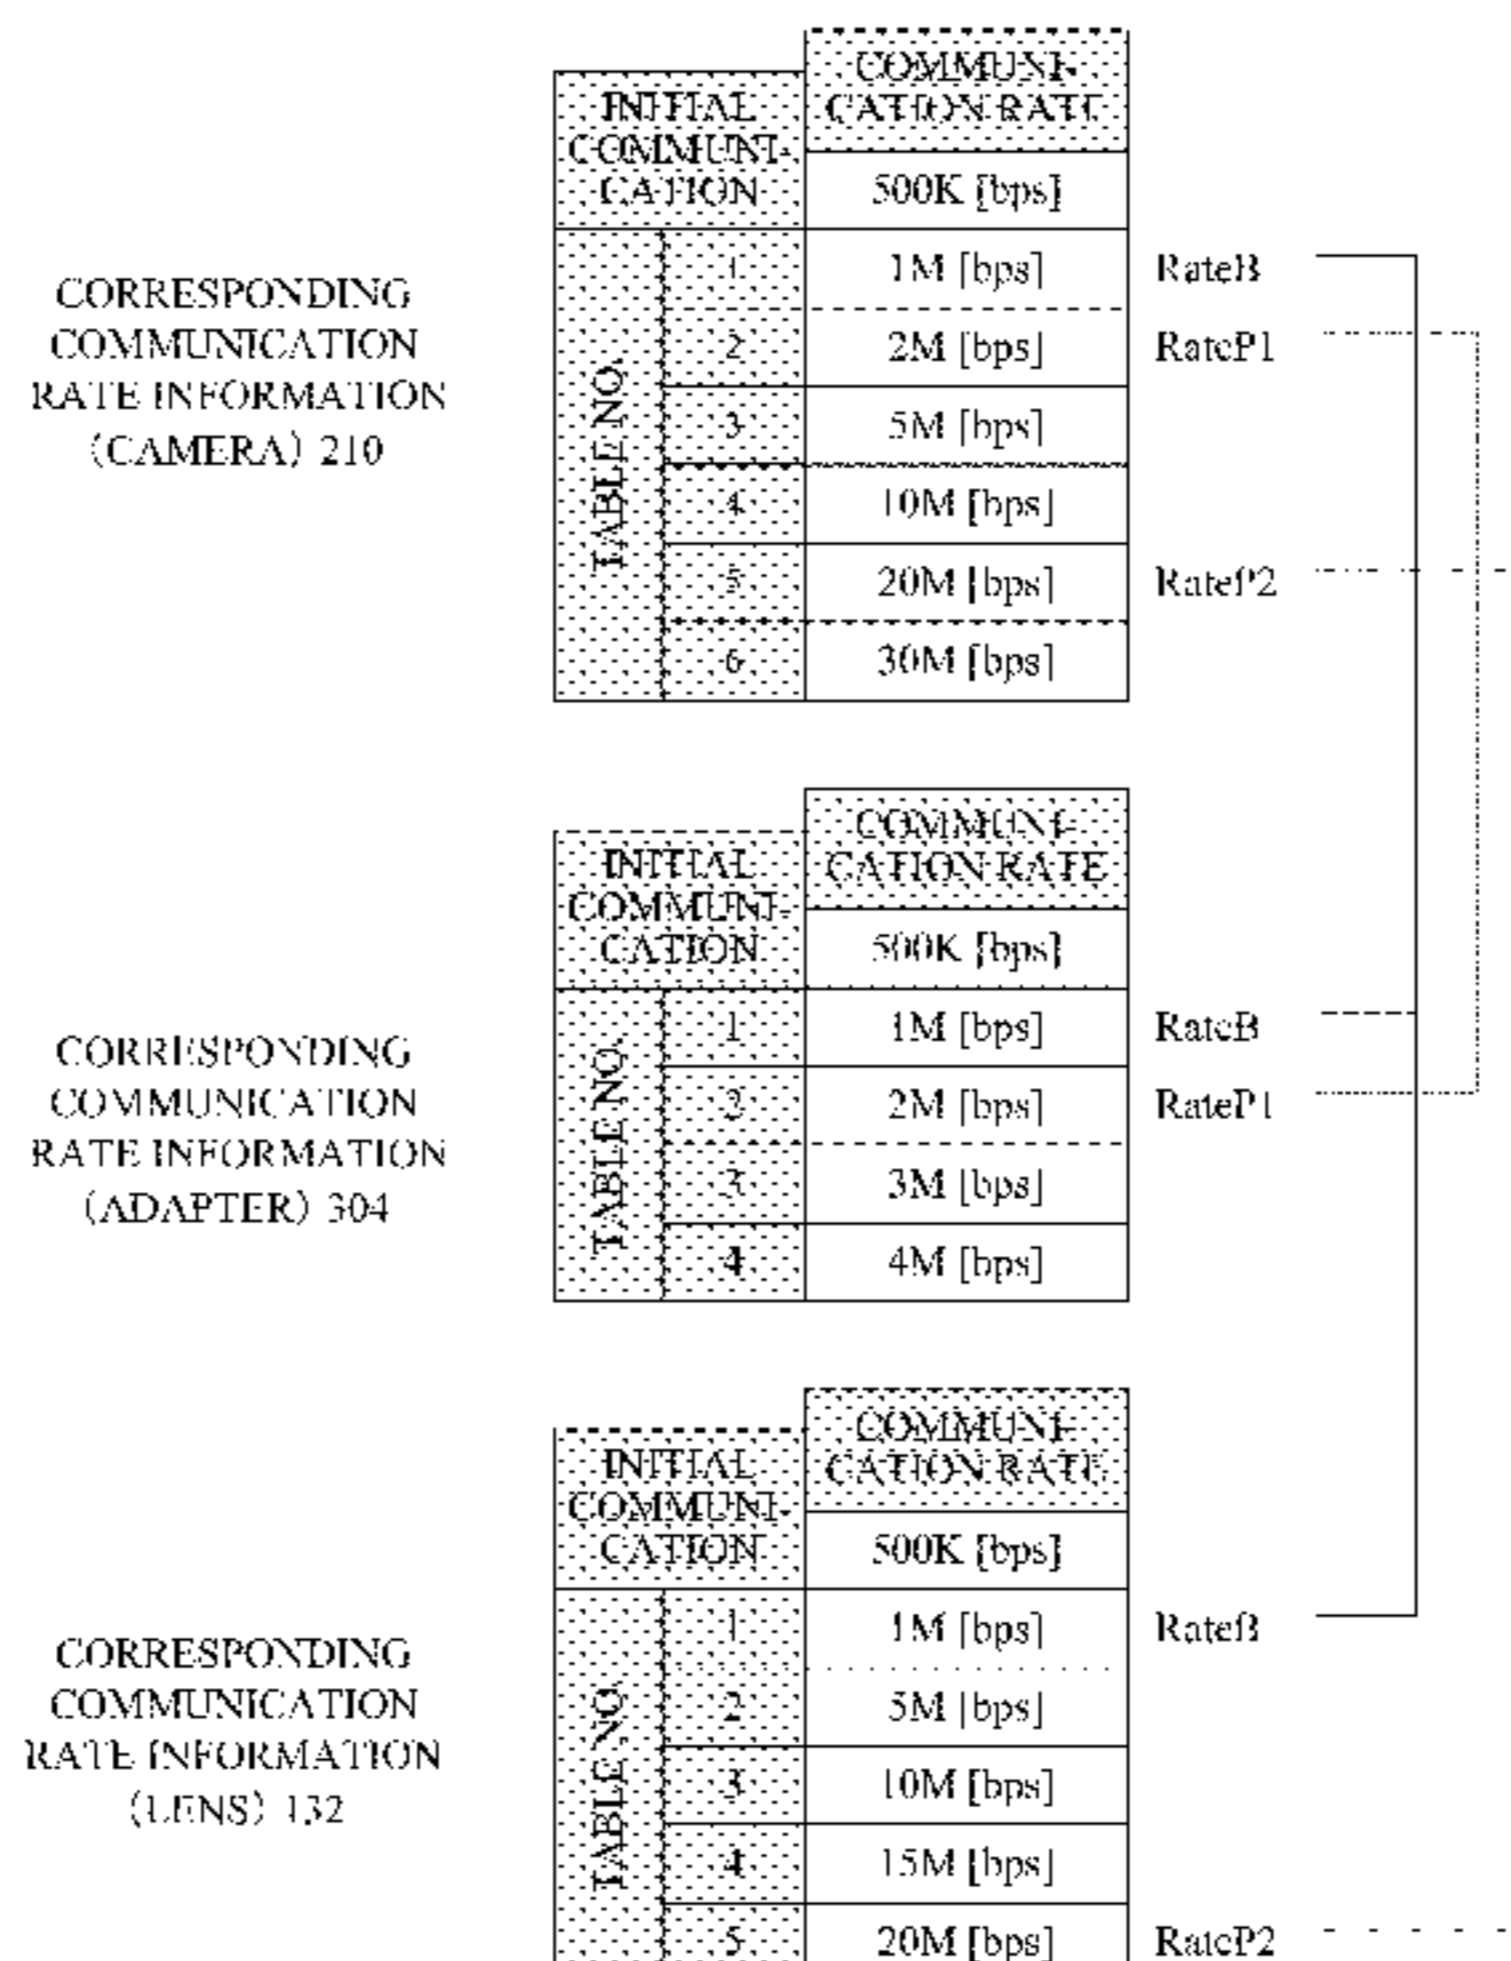 CORRESPONDING
COMMUNICATION
RATE INFORMATION
(CAMERA) 210
INITIAL
COMMUNI-
CATION
COMMUNI-
CATION RATE
500K [bps]
TABLE NO.
1 1M [bps] RateB
2 2M [bps] RateP1
3 5M [bps]
4 10M [bps]
5 20M [bps] RateP2
6 30M [bps]
CORRESPONDING
COMMUNICATION
RATE INFORMATION
(ADAPTER) 304
INITIAL
COMMUNI-
CATION
COMMUNI-
CATION RATE
500K [bps]
TABLE NO.
1 1M [bps] RateB
2 2M [bps] RateP1
3 3M [bps]
4 4M [bps]
CORRESPONDING
COMMUNICATION
RATE INFORMATION
(LENS) 132
INITIAL
COMMUNI-
CATION
COMMUNI-
CATION RATE
500K [bps]
TABLE NO.
1 1M [bps] RateB
2 5M [bps]
3 10M [bps]
4 15M [bps]
5 20M [bps] RateP2